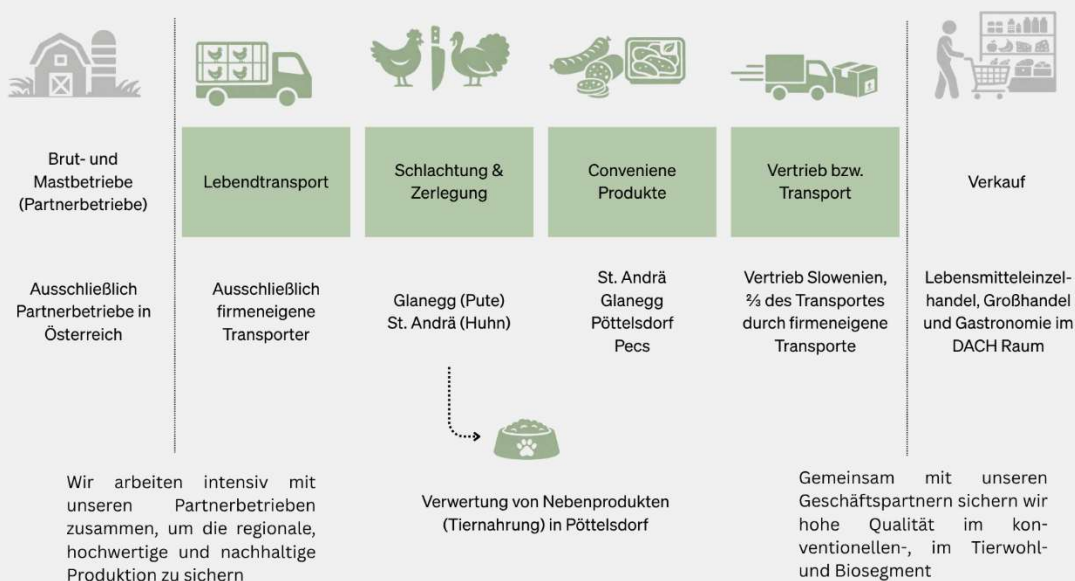 Brut- und
Mastbetriebe
(Partnerbetriebe)
Lebendtransport
Schlachtung &
Zerlegung
Conveniene
Produkte
Vertrieb bzw.
Transport
Verkauf
Ausschließlich
Partnerbetriebe in
Österreich
Ausschließlich
firmeneigene
Transporter
Glanegg (Pute)
St. Andrä (Huhn)
St. Andrä
Glanegg
Pöttelsdorf
Pecs
Vertrieb Slowenien,
⅔ des Transportes
durch firmeneigene
Transporte
Lebensmitteleinzel-
handel, Großhandel
und Gastronomie im
DACH Raum
Wir arbeiten intensiv mit
unseren Partnerbetrieben
zusammen, um die regionale,
hochwertige und nachhaltige
Produktion zu sichern
Verwertung von Nebenprodukten
(Tiernahrung) in Pöttelsdorf
Gemeinsam mit unseren
Geschäftspartnern sichern wir
hohe Qualität im kon-
ventionellen-, im Tierwohl-
und Biosegment